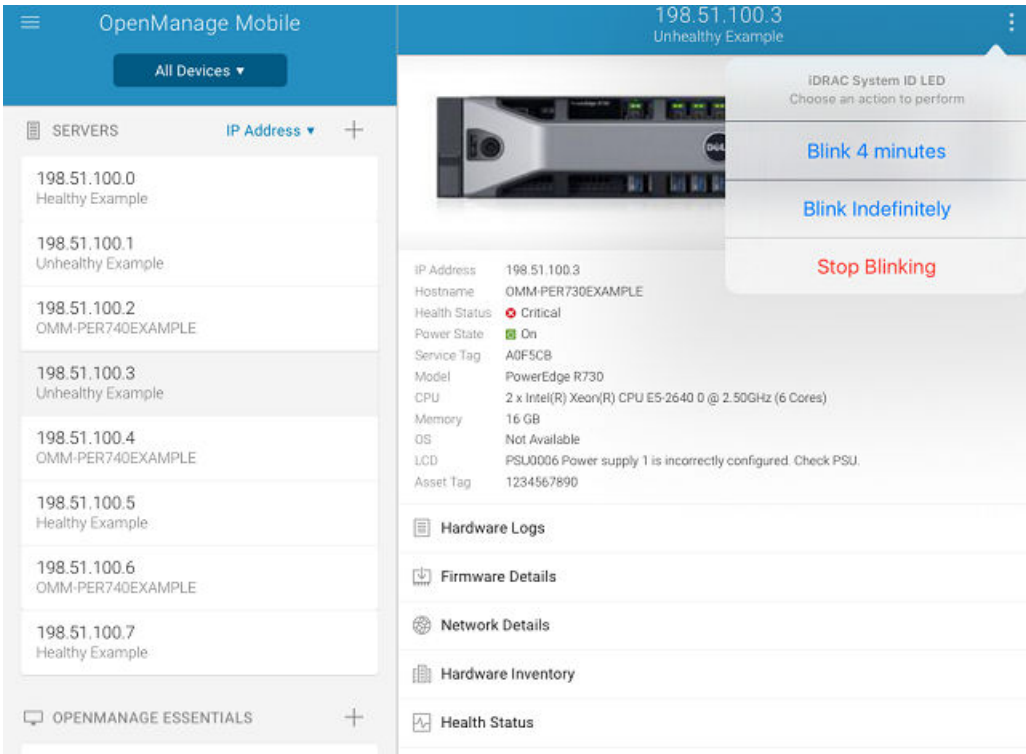 OpenManage Mobile
All Devices ▾
SERVERS
IP Address ▾
198.51.100.0
Healthy Example
198.51.100.1
Unhealthy Example
198.51.100.2
OMM-PER740EXAMPLE
198.51.100.3
Unhealthy Example
198.51.100.4
OMM-PER740EXAMPLE
198.51.100.5
Healthy Example
198.51.100.6
OMM-PER740EXAMPLE
198.51.100.7
Healthy Example
OPENMANAGE ESSENTIALS
198.51.100.3
Unhealthy Example
iDRAC System ID LED
Choose an action to perform
Blink 4 minutes
Blink Indefinitely
Stop Blinking
IP Address 198.51.100.3
Hostname OMM-PER730EXAMPLE
Health Status Critical
Power State On
Service Tag A0F5CB
Model PowerEdge R730
CPU 2 x Intel(R) Xeon(R) CPU E5-2640 0 @ 2.50GHz (6 Cores)
Memory 16 GB
OS Not Available
LCD PSU0006 Power supply 1 is incorrectly configured. Check PSU.
Asset Tag 1234567890
Hardware Logs
Firmware Details
Network Details
Hardware Inventory
Health Status